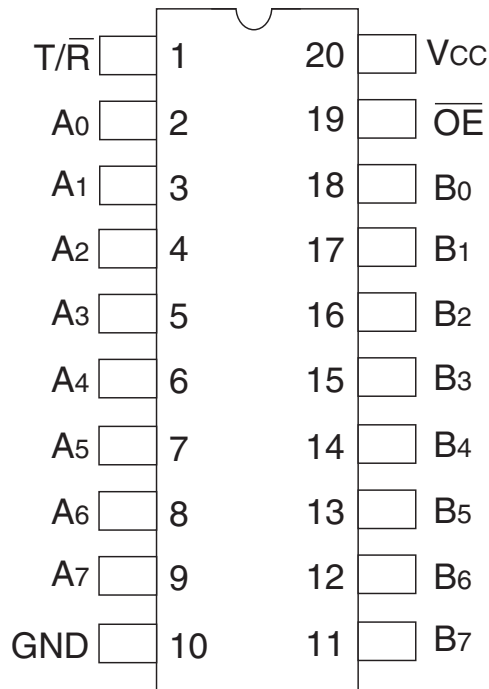 T/R̅ 1 20 VCC
A0 2 19 O̅E̅
A1 3 18 B0
A2 4 17 B1
A3 5 16 B2
A4 6 15 B3
A5 7 14 B4
A6 8 13 B5
A7 9 12 B6
GND 10 11 B7